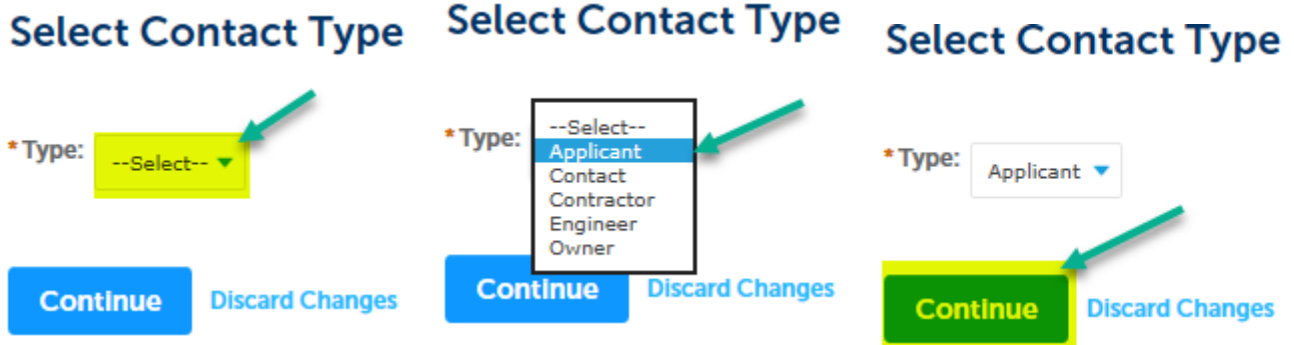 Select Contact Type
*Type: --Select--
Continue Discard Changes
Select Contact Type
*Type:
--Select--
Applicant
Contact
Contractor
Engineer
Owner
Continue Discard Changes
Select Contact Type
*Type: Applicant
Continue Discard Changes